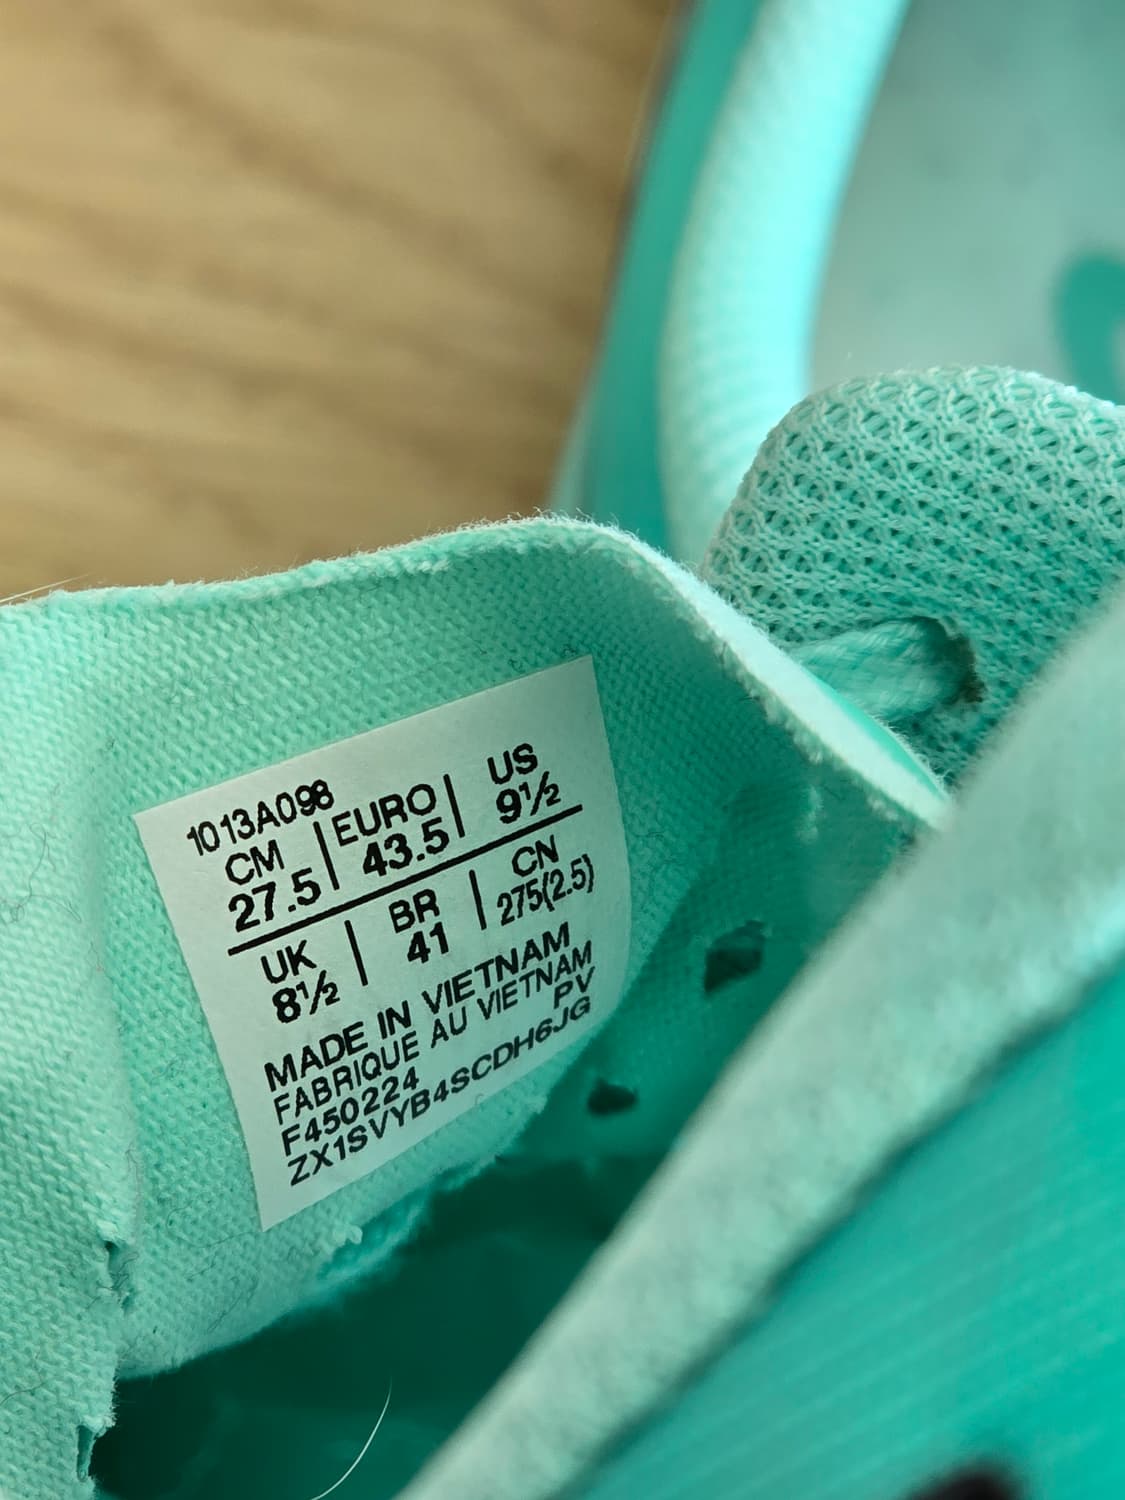 1013A098
CM | EURO | US
27.5 | 43.5 | 9½
UK | BR | CN
8½ | 41 | 275(2.5)
MADE IN VIETNAM
FABRIQUE AU VIETNAM
F450224 PV
ZX1SVYB4SCDH6JG